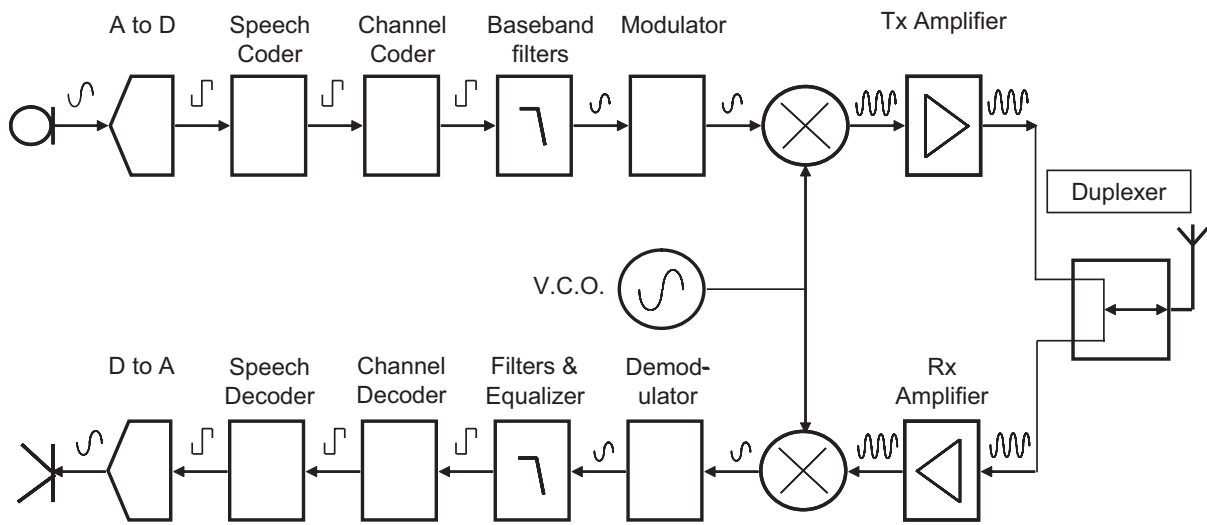 A to D
Speech
Coder
Channel
Coder
Baseband
filters
Modulator
Tx Amplifier
Duplexer
V.C.O.
D to A
Speech
Decoder
Channel
Decoder
Filters &
Equalizer
Demod-
ulator
Rx
Amplifier